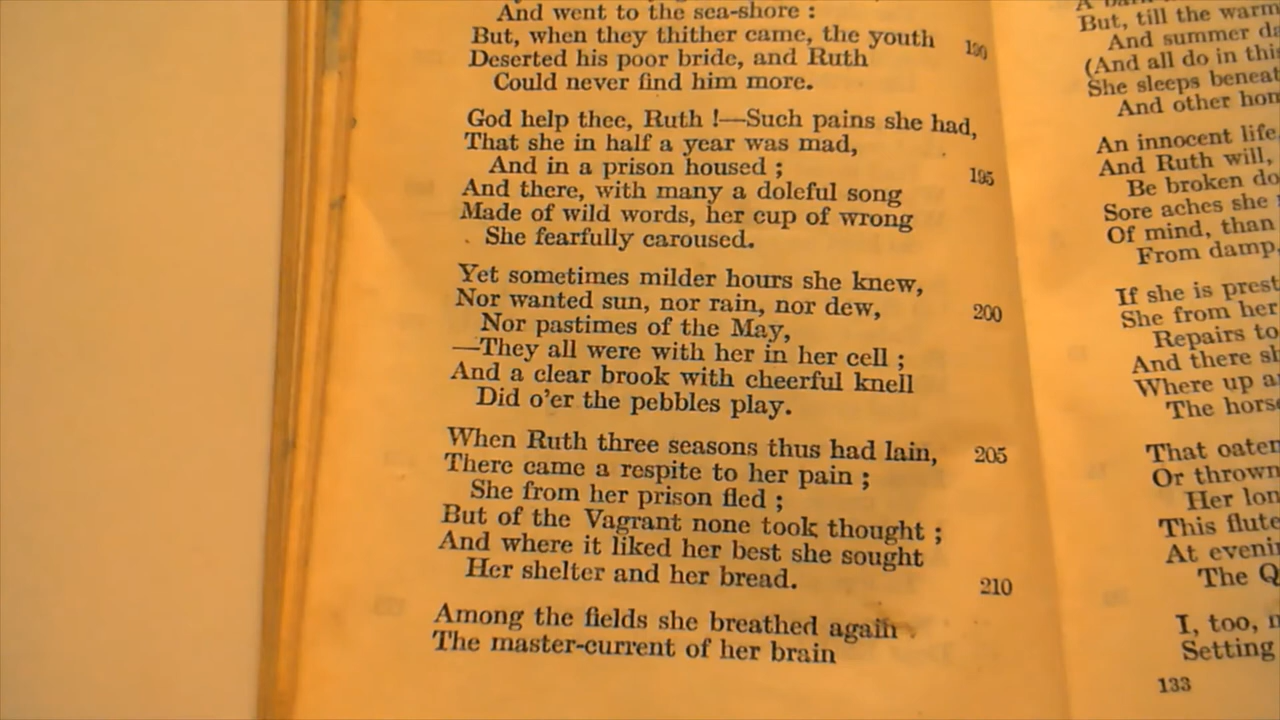 And went to the sea-shore :
But, when they thither came, the youth 190
Deserted his poor bride, and Ruth
Could never find him more.
God help thee, Ruth !—Such pains she had,
That she in half a year was mad,
And in a prison housed ; 195
And there, with many a doleful song
Made of wild words, her cup of wrong
She fearfully caroused.
Yet sometimes milder hours she knew,
Nor wanted sun, nor rain, nor dew, 200
Nor pastimes of the May,
—They all were with her in her cell ;
And a clear brook with cheerful knell
Did o'er the pebbles play.
When Ruth three seasons thus had lain, 205
There came a respite to her pain ;
She from her prison fled ;
But of the Vagrant none took thought ;
And where it liked her best she sought
Her shelter and her bread. 210
Among the fields she breathed again
The master-current of her brain
But, till the warm
And summer
(And all do in
She sleeps
And other
An innocent life
And Ruth will,
Be broken
Sore aches she
Of mind, than
From damp,
If she is
She from her
Repairs to
And there
Where up
The
That
Or thrown
Her
This
At
The
I, too,
Setting
133